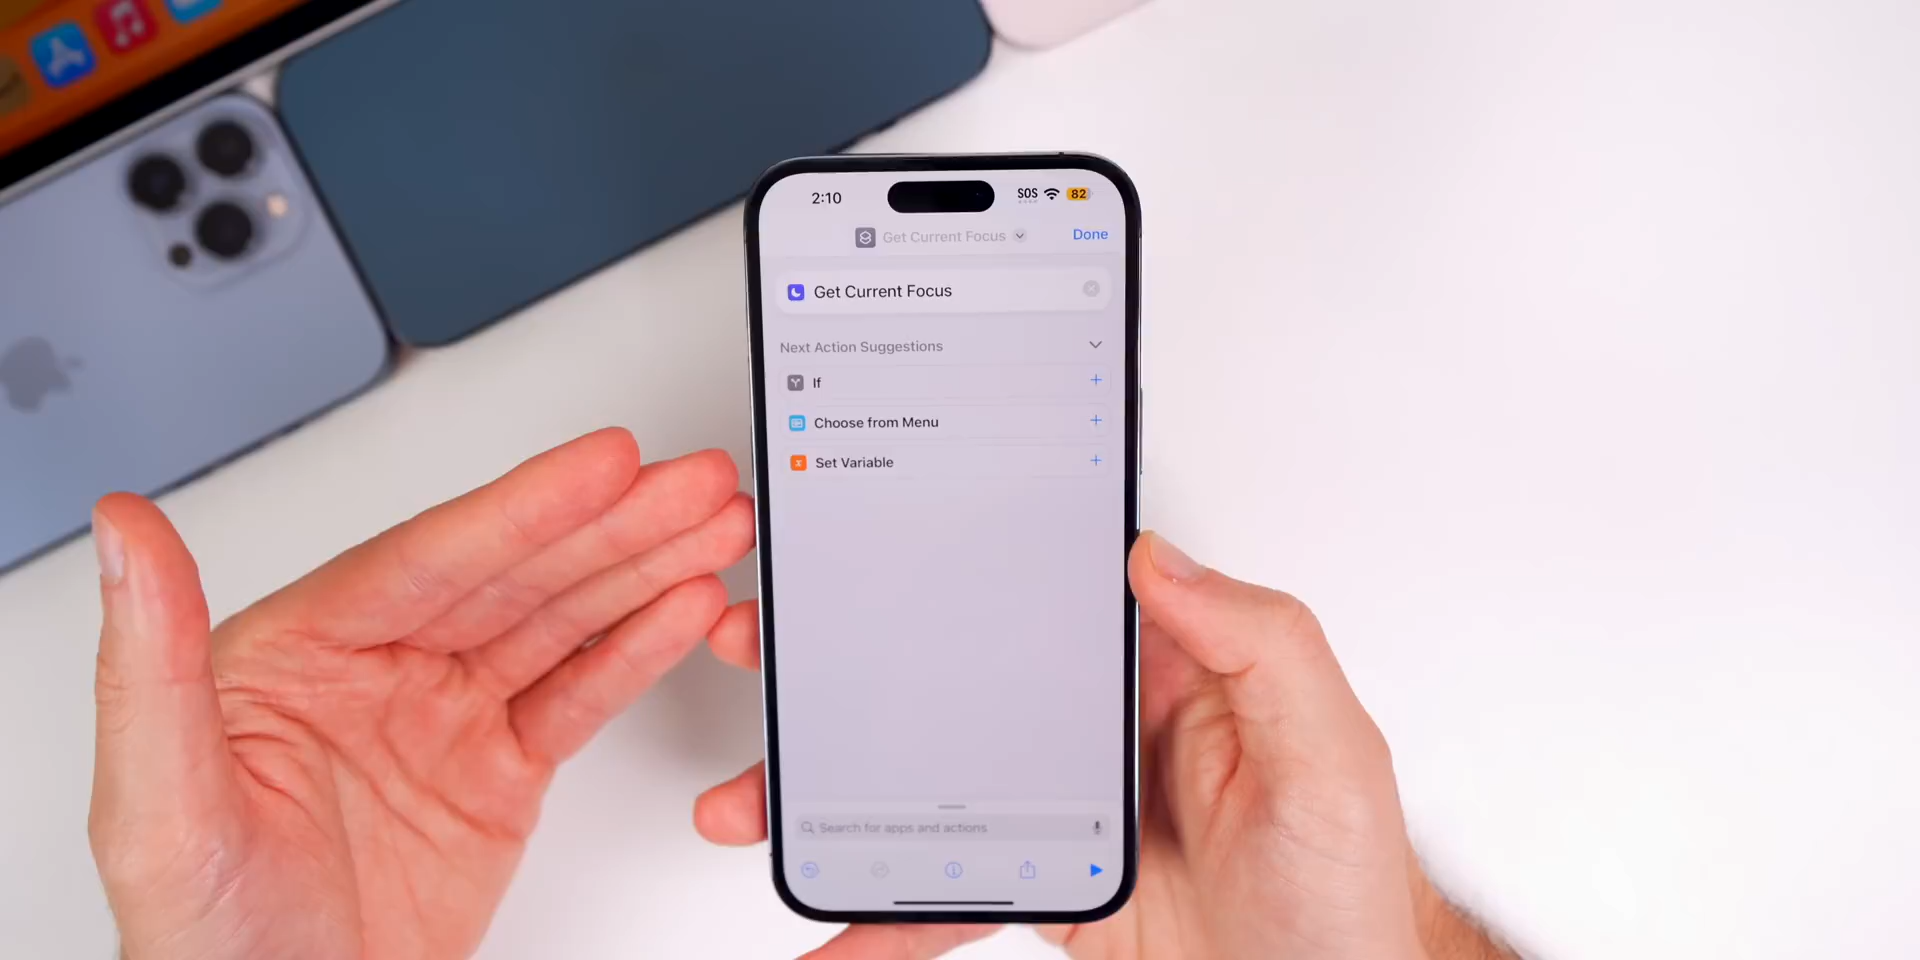 2:10
SOS
82
Get Current Focus
Done
Get Current Focus
Next Action Suggestions
If
Choose from Menu
Set Variable
Search for apps and actions